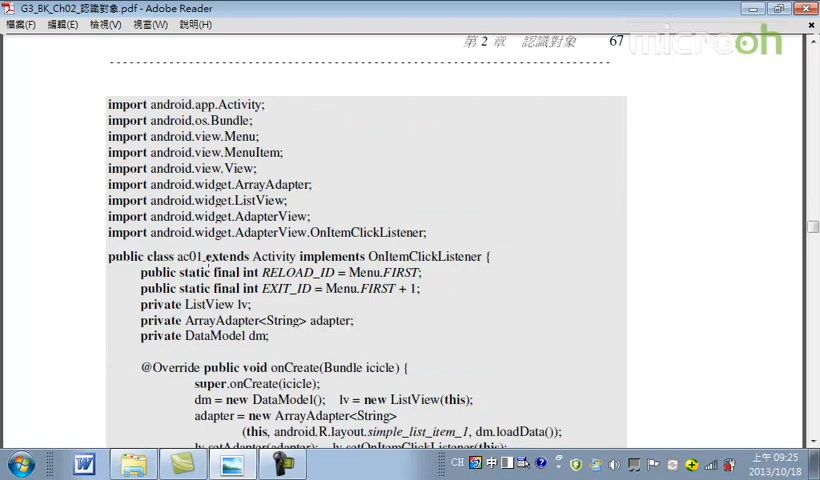 G3_BK_Ch02_認識對象.pdf - Adobe Reader
檔案(F) 編輯(E) 檢視(V) 視窗(W) 說明(H)
第 2 章 認識對象 67
microoh
import android.app.Activity;
import android.os.Bundle;
import android.view.Menu;
import android.view.MenuItem;
import android.view.View;
import android.widget.ArrayAdapter;
import android.widget.ListView;
import android.widget.AdapterView;
import android.widget.AdapterView.OnItemClickListener;
public class ac01 extends Activity implements OnItemClickListener {
public static final int RELOAD_ID = Menu.FIRST;
public static final int EXIT_ID = Menu.FIRST + 1;
private ListView lv;
private ArrayAdapter<String> adapter;
private DataModel dm;
@Override public void onCreate(Bundle icicle) {
super.onCreate(icicle);
dm = new DataModel(); lv = new ListView(this);
adapter = new ArrayAdapter<String>
(this, android.R.layout.simple_list_item_1, dm.loadData());
lv.setAdapter(adapter); lv.setOnItemClickListener(this);
CH 中
上午 09:25
2013/10/18